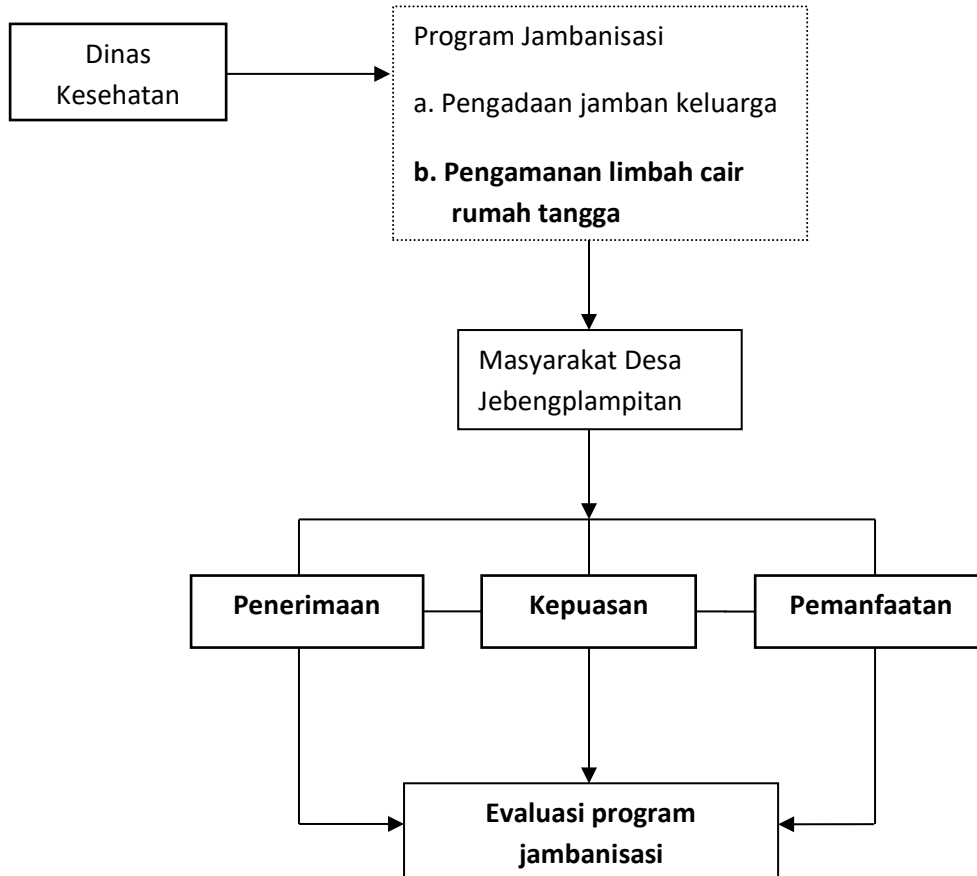 Dinas
Kesehatan
Program Jambanisasi
a. Pengadaan jamban keluarga
b. Pengamanan limbah cair
rumah tangga
Masyarakat Desa
Jebengplampitan
Penerimaan
Kepuasan
Pemanfaatan
Evaluasi program
jambanisasi